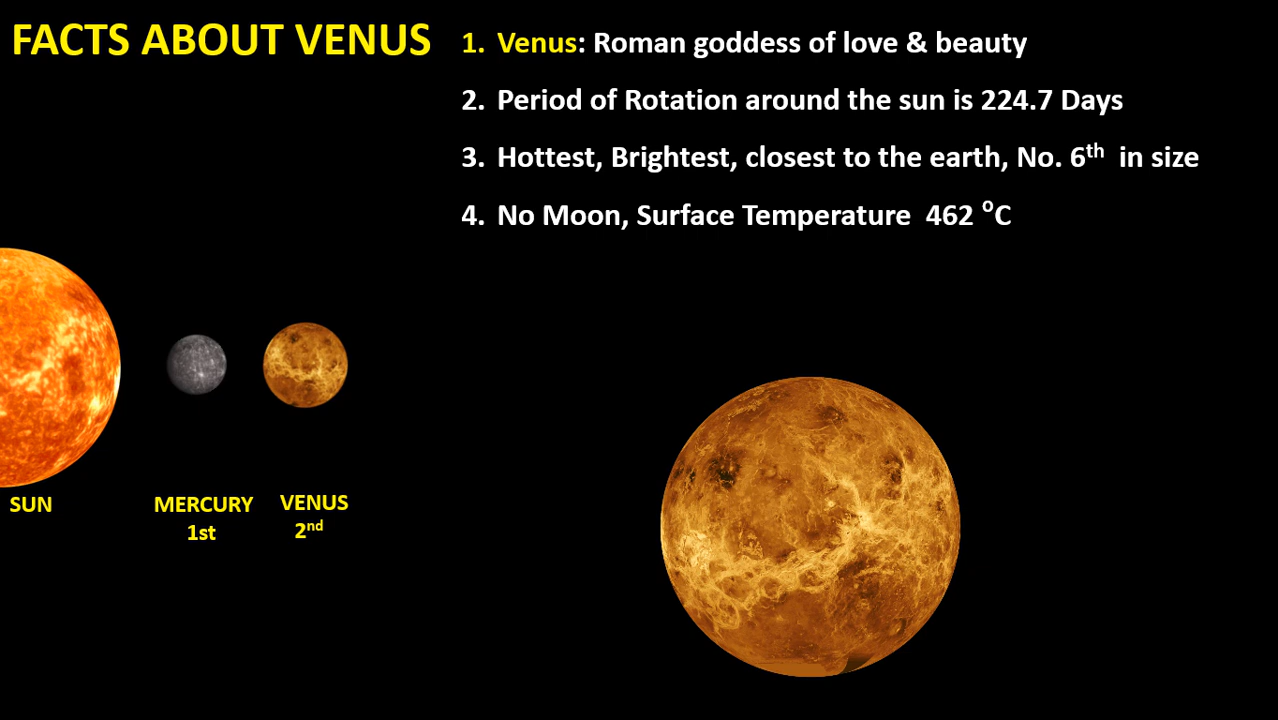 FACTS ABOUT VENUS
1. Venus: Roman goddess of love & beauty
2. Period of Rotation around the sun is 224.7 Days
3. Hottest, Brightest, closest to the earth, No. 6th in size
4. No Moon, Surface Temperature 462 °C
SUN
MERCURY
1st
VENUS
2nd